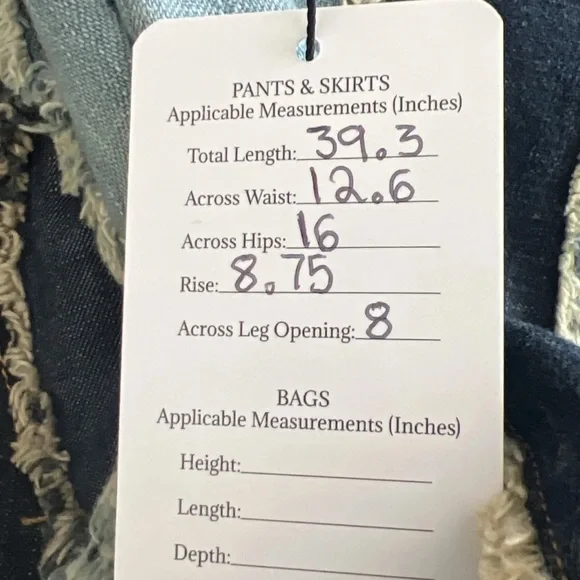 PANTS & SKIRTS
Applicable Measurements (Inches)
Total Length: 39.3
Across Waist: 12.6
Across Hips: 16
Rise: 8.75
Across Leg Opening: 8
BAGS
Applicable Measurements (Inches)
Height:
Length:
Depth: